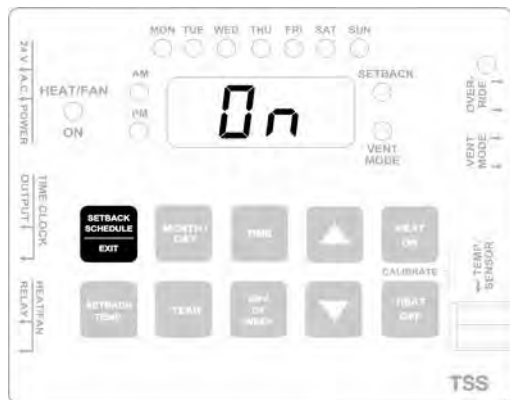 MON TUE WED THU FRI SAT SUN
24 V
A.C.
POWER
HEAT/FAN
ON
AM
PM
On
SETBACK
VENT
MODE
OVER-
RIDE
VENT
MODE
TIME CLOCK
OUTPUT
HEAT/FAN
RELAY
SETBACK
SCHEDULE
EXIT
MONTH /
DAY
TIME
HEAT
ON
CALIBRATE
SETBACK
TEMP
YEAR
DAY
OF
WEEK
HEAT
OFF
TEMP.
SENSOR
TSS